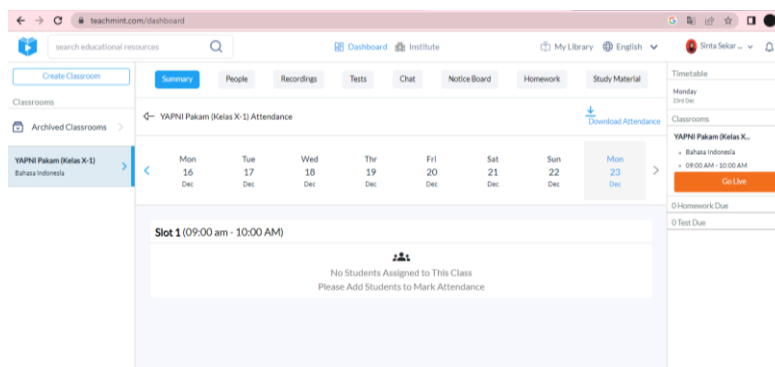 teachmint.com/dashboard
search educational resources
Dashboard
Institute
My Library
English
Sinta Sekar ...
Create Classroom
Classrooms
Archived Classrooms
YAPNI Pakam (Kelas X-1)
Bahasa Indonesia
Summary
People
Recordings
Tests
Chat
Notice Board
Homework
Study Material
YAPNI Pakam (Kelas X-1) Attendance
Download Attendance
Mon Tue Wed Thr Fri Sat Sun Mon
16 17 18 19 20 21 22 23
Dec Dec Dec Dec Dec Dec Dec Dec
Slot 1 (09:00 am - 10:00 AM)
No Students Assigned to This Class
Please Add Students to Mark Attendance
Timetable
Monday
23rd Dec
Classrooms
YAPNI Pakam (Kelas X...
Bahasa Indonesia
09:00 AM - 10:00 AM
Go Live
0 Homework Due
0 Test Due